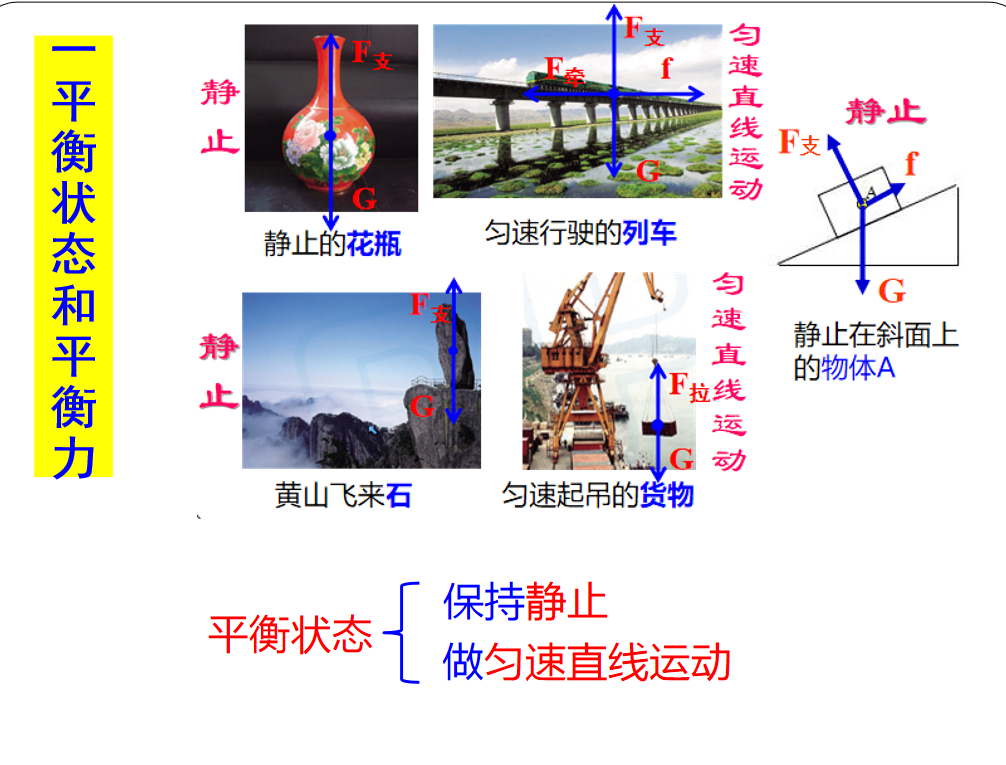 一平衡状态和平衡力
静止
F支
G
静止的花瓶
F支
F牵
f
G
匀速直线运动
匀速行驶的列车
静止
F支
f
A
G
静止在斜面上
的物体A
静止
F支
G
黄山飞来石
F拉
G
匀速直线运动
匀速起吊的货物
平衡状态
保持静止
做匀速直线运动